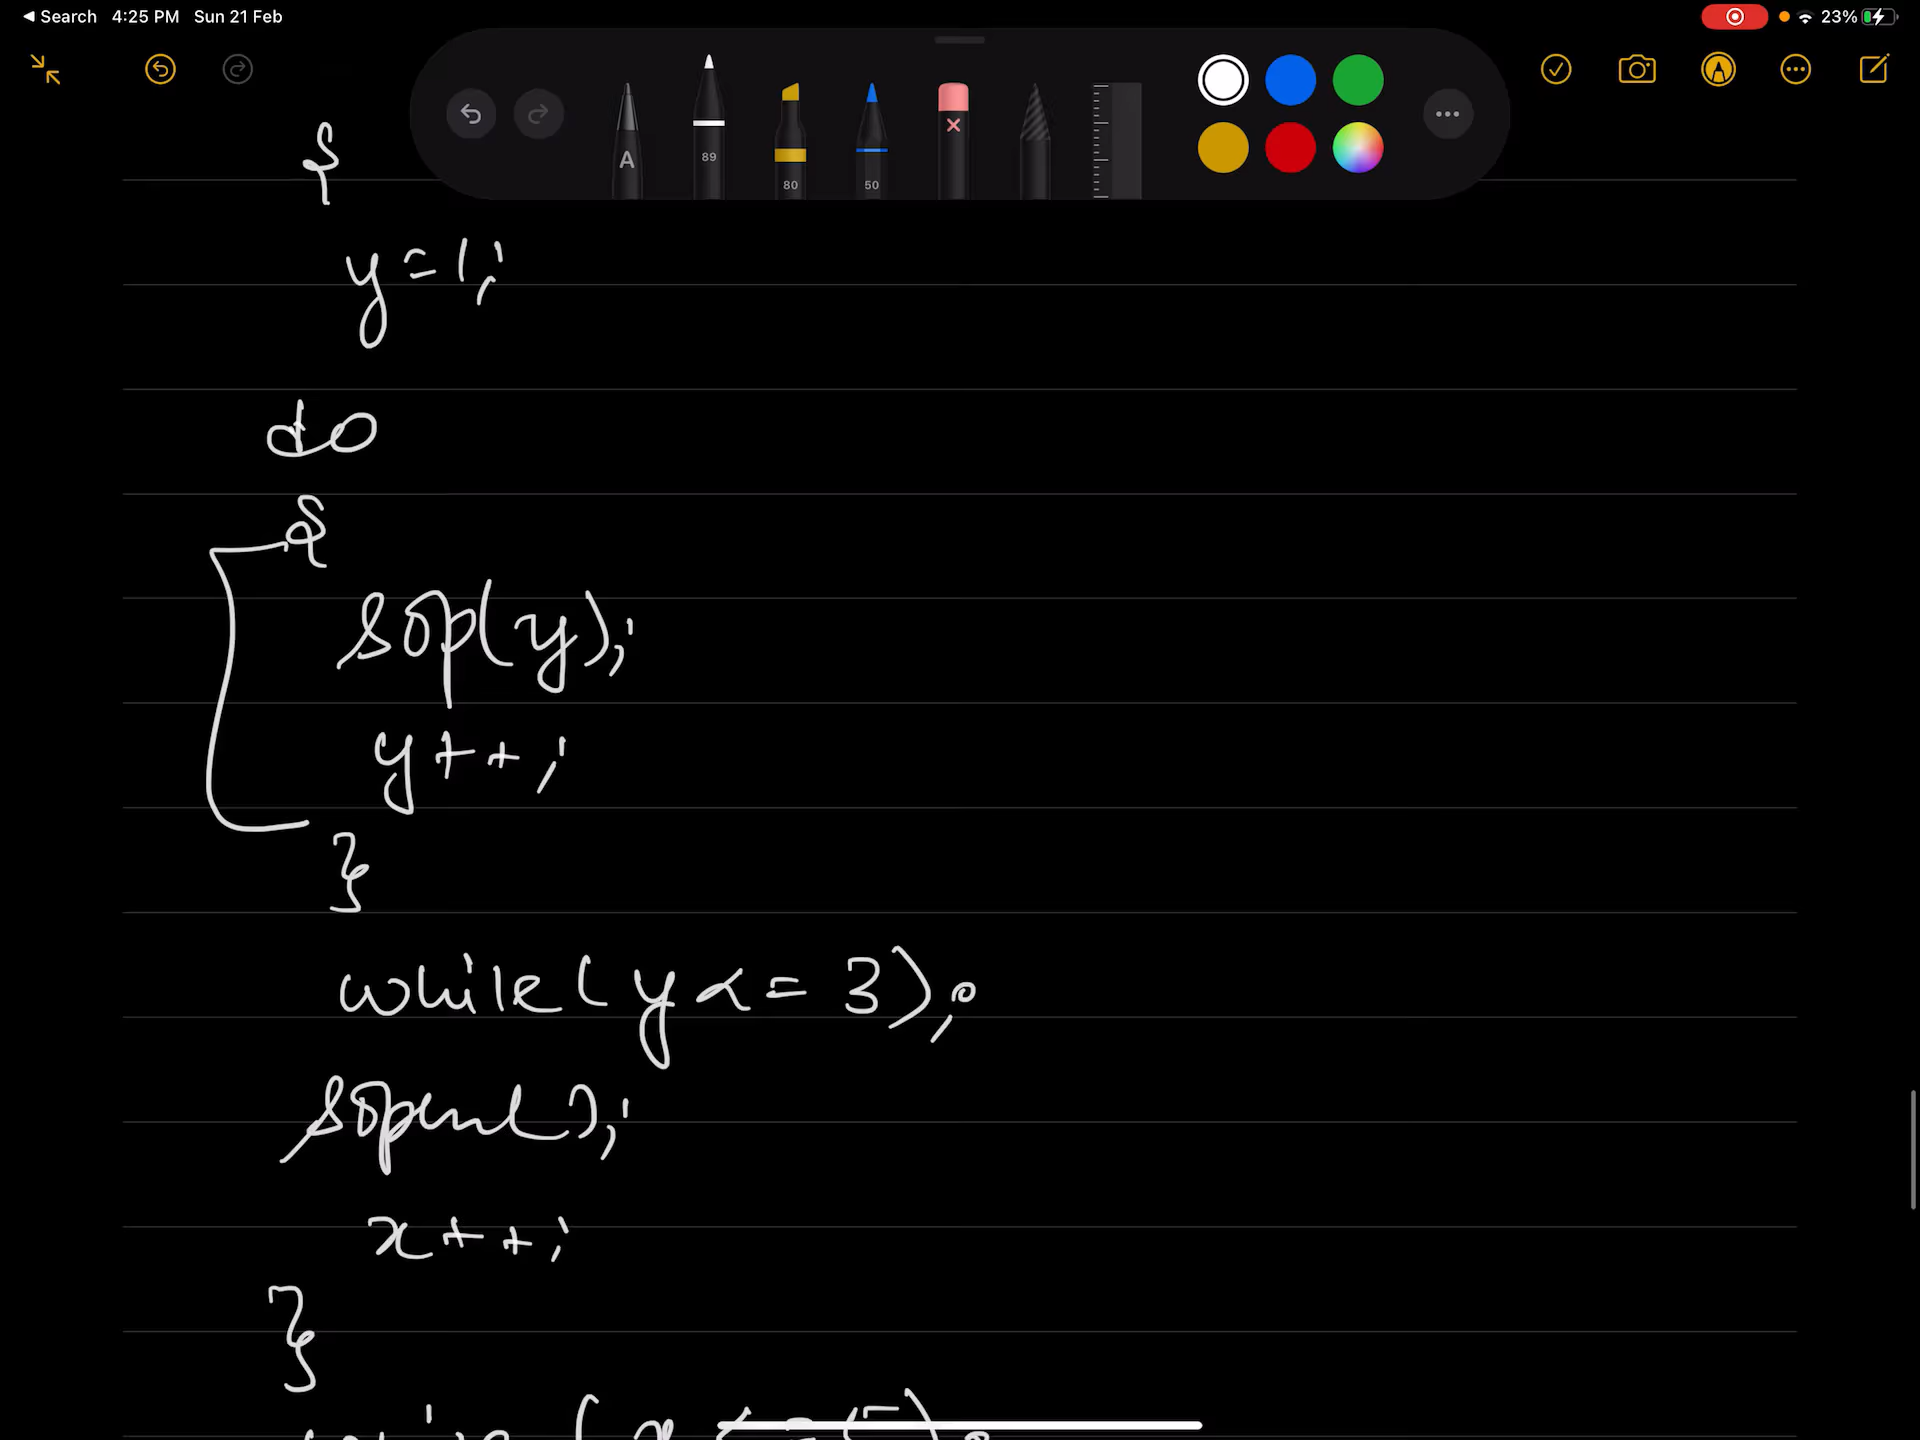 Search 4:25 PM Sun 21 Feb 23%
A 89 80 50
{
y=1;
do
{
sop(y);
y++;
}
while(y<=3);
sopln();
x++;
}